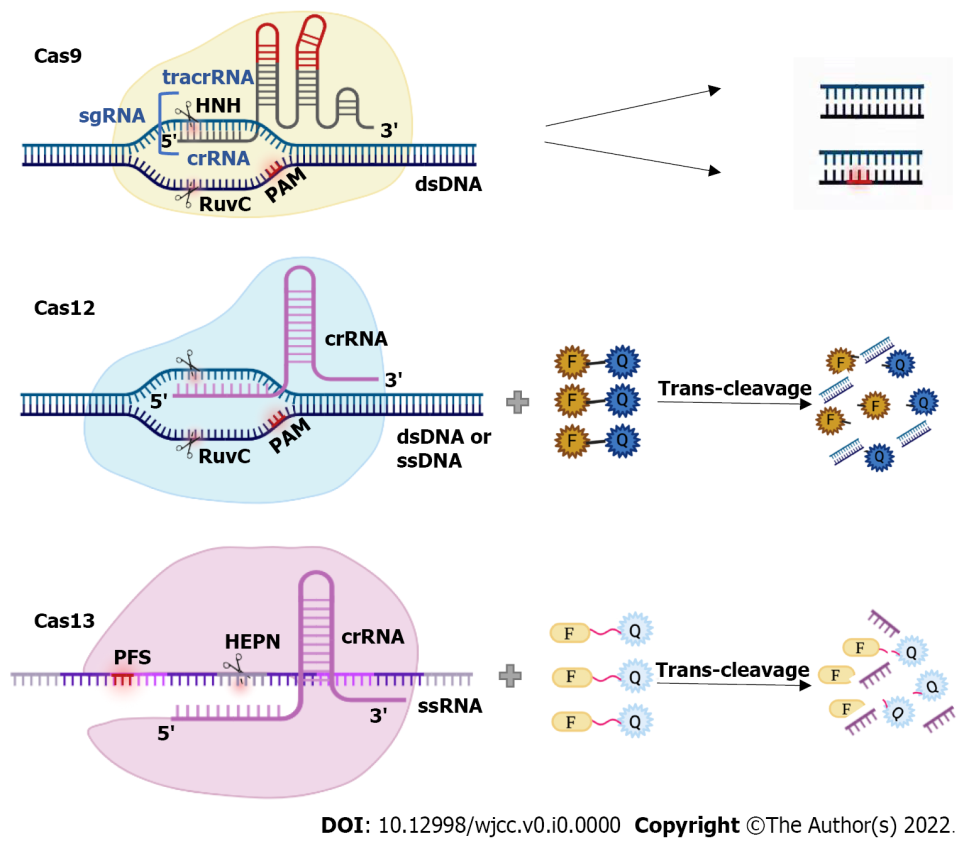 Cas9
tracrRNA
HNH
sgRNA
5'
3'
crRNA
PAM
dsDNA
RuvC
Cas12
crRNA
3'
5'
PAM
RuvC
dsDNA or
ssDNA
F Q
F Q
F Q
Trans-cleavage
F Q
F Q
F
Q
Cas13
PFS
HEPN
crRNA
5'
3'
ssRNA
F Q
F Q
F Q
Trans-cleavage
F Q
F Q
F Q
DOI: 10.12998/wjcc.v0.i0.0000 Copyright ©The Author(s) 2022.